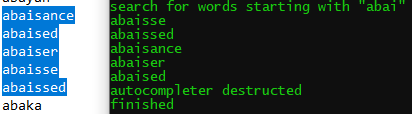 abaisance
abaised
abaiser
abaisse
abaissed
abaka
search for words starting with "abai"
abaisse
abaissed
abaisance
abaiser
abaised
autocompleter destructed
finished